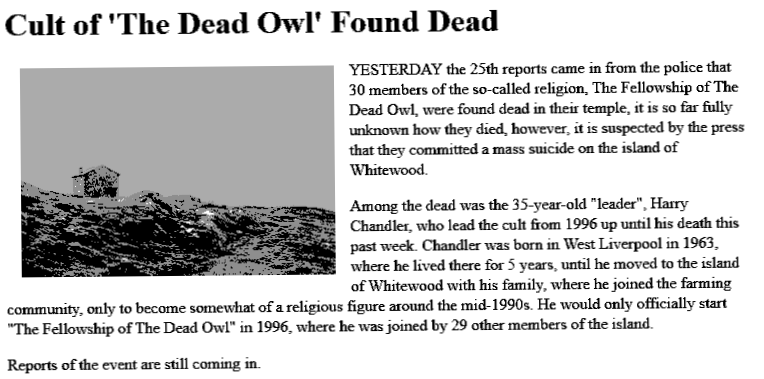 Cult of 'The Dead Owl' Found Dead
YESTERDAY the 25th reports came in from the police that
30 members of the so-called religion, The Fellowship of The
Dead Owl, were found dead in their temple, it is so far fully
unknown how they died, however, it is suspected by the press
that they committed a mass suicide on the island of
Whitewood.
Among the dead was the 35-year-old "leader", Harry
Chandler, who lead the cult from 1996 up until his death this
past week. Chandler was born in West Liverpool in 1963,
where he lived there for 5 years, until he moved to the island
of Whitewood with his family, where he joined the farming
community, only to become somewhat of a religious figure around the mid-1990s. He would only officially start
"The Fellowship of The Dead Owl" in 1996, where he was joined by 29 other members of the island.
Reports of the event are still coming in.